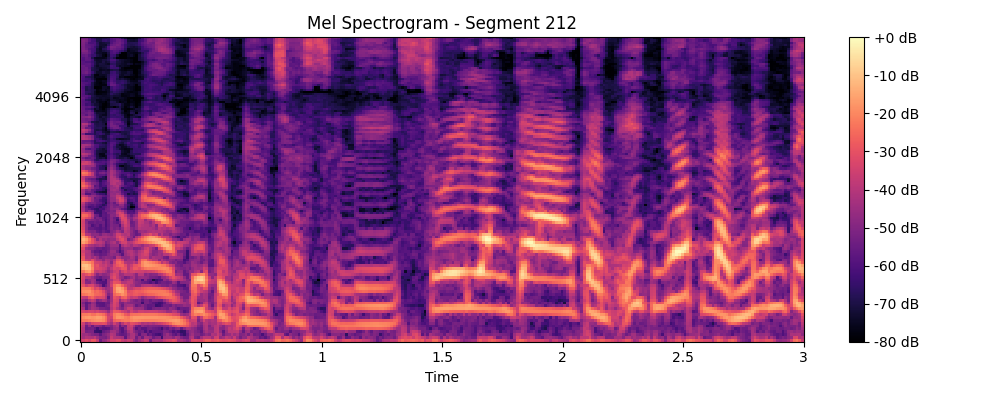 Mel Spectrogram - Segment 212
Frequency
4096
2048
1024
512
0
0
0.5
1
1.5
2
2.5
3
Time
+0 dB
-10 dB
-20 dB
-30 dB
-40 dB
-50 dB
-60 dB
-70 dB
-80 dB